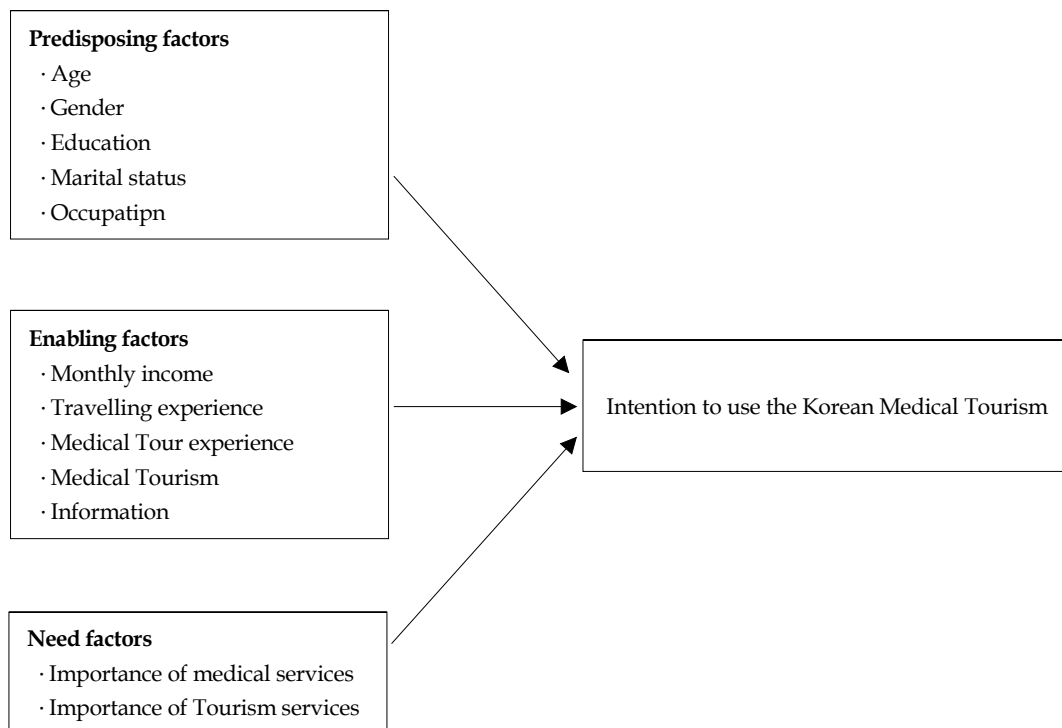 Predisposing factors
· Age
· Gender
· Education
· Marital status
· Occupatipn
Enabling factors
· Monthly income
· Travelling experience
· Medical Tour experience
· Medical Tourism
· Information
Intention to use the Korean Medical Tourism
Need factors
· Importance of medical services
· Importance of Tourism services